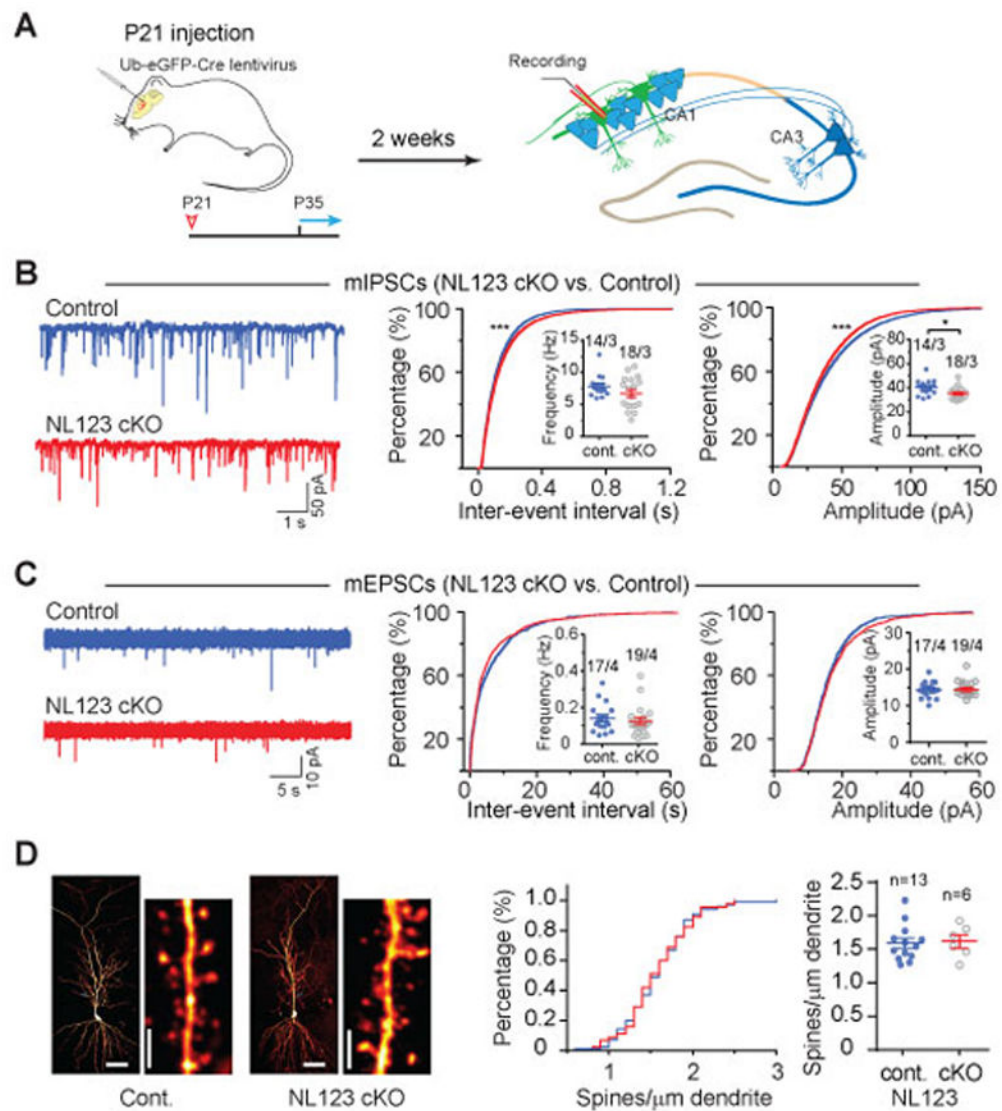 A
P21 injection
Ub-eGFP-Cre lentivirus
P21
P35
2 weeks
Recording
CA1
CA3
B
mIPSCs (NL123 cKO vs. Control)
Control
NL123 cKO
50 pA
1 s
Percentage (%)
100
60
20
0 0.4 0.8 1.2
Inter-event interval (s)
***
Frequency (Hz)
15
10
5
0
14/3
18/3
cont. cKO
Percentage (%)
100
60
20
0 50 100 150
Amplitude (pA)
***
Amplitude (pA)
80
60
40
20
0
14/3
*
18/3
cont. cKO
C
mEPSCs (NL123 cKO vs. Control)
Control
NL123 cKO
10 pA
5 s
Percentage (%)
100
60
20
0 20 40 60
Inter-event interval (s)
Frequency (Hz)
0.6
0.4
0.2
0
17/4
19/4
cont. cKO
Percentage (%)
100
60
20
0 20 40 60
Amplitude (pA)
Amplitude (pA)
30
20
10
0
17/4
19/4
cont. cKO
D
Cont.
NL123 cKO
Percentage (%)
1.0
0.8
0.6
0.4
0.2
0
1 2 3
Spines/μm dendrite
Spines/μm dendrite
2.5
2.0
1.5
1.0
0.5
0
n=13
n=6
cont. cKO
NL123